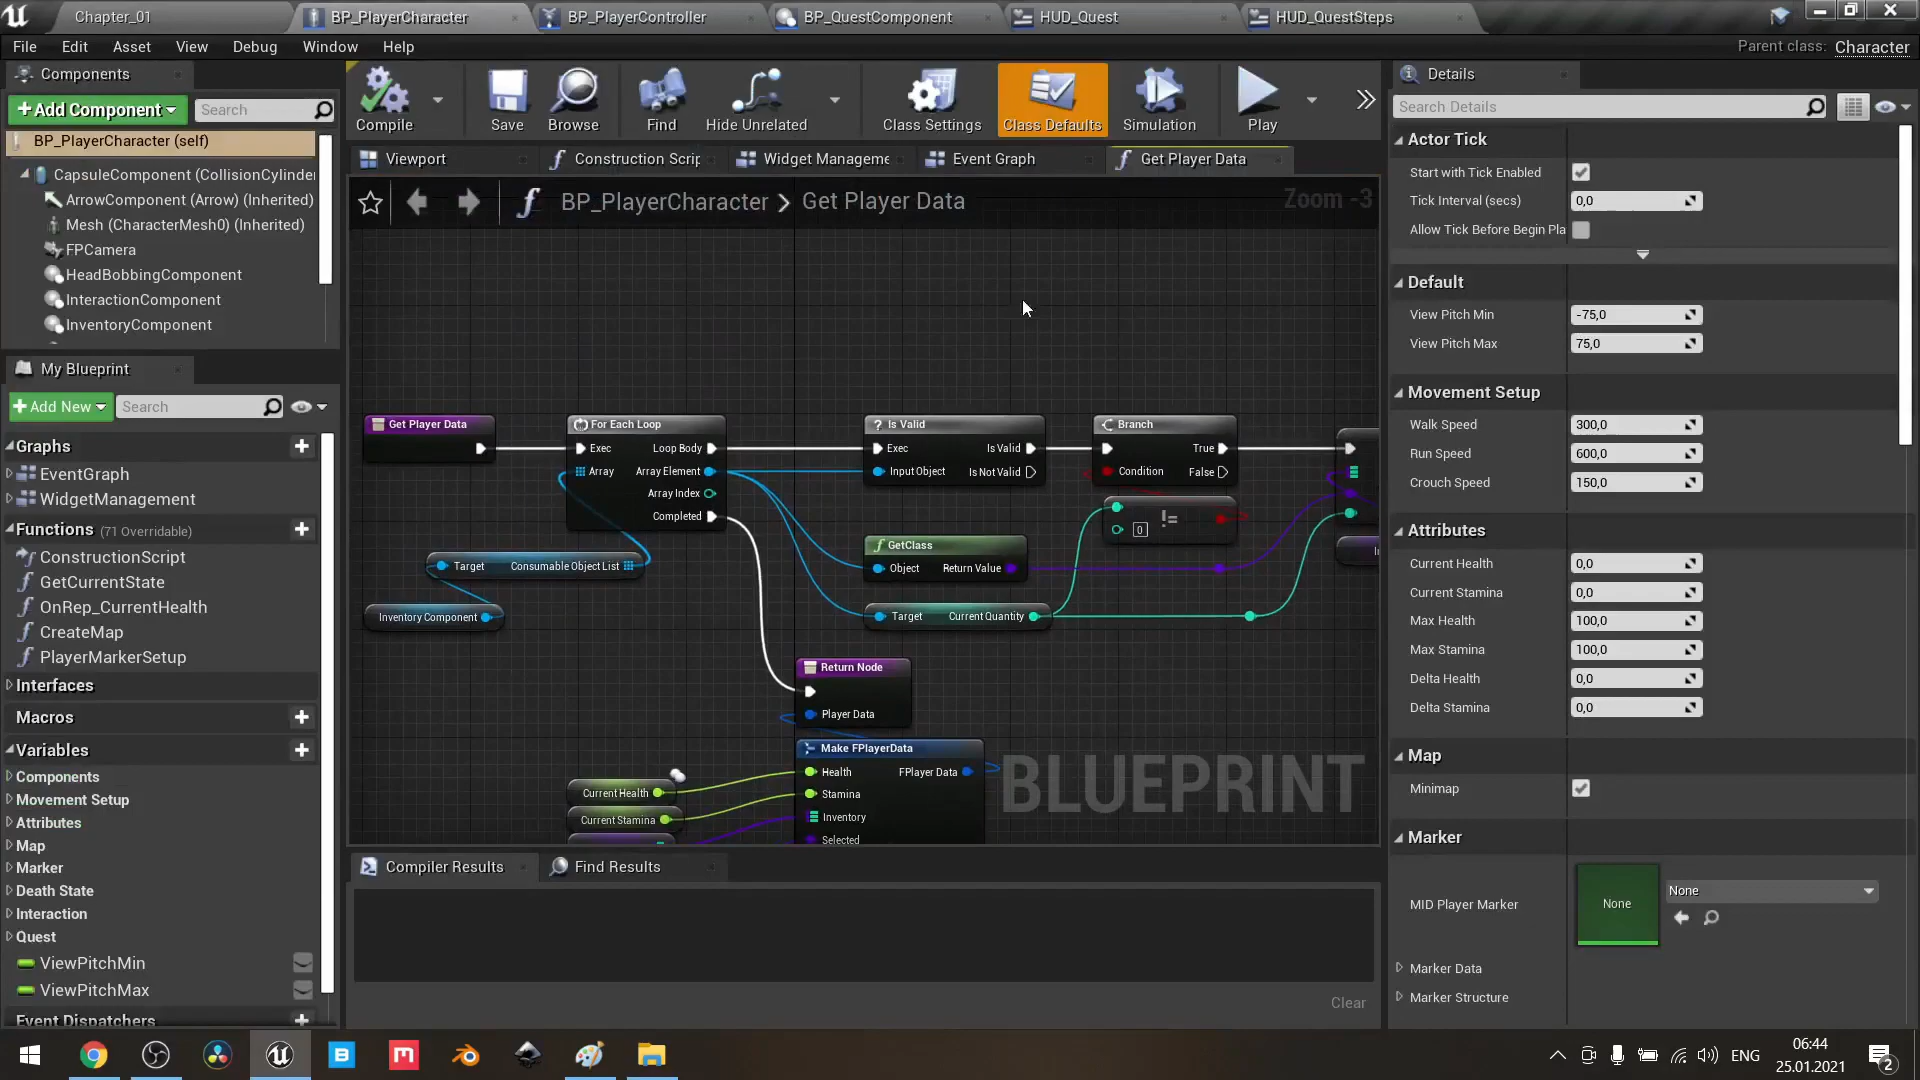 Chapter_01
BP_PlayerCharacter
BP_PlayerController
BP_QuestComponent
HUD_Quest
HUD_QuestSteps
File
Edit
Asset
View
Debug
Window
Help
Parent class: Character
Components
+Add Component
Search
BP_PlayerCharacter (self)
CapsuleComponent (CollisionCylinde
ArrowComponent (Arrow) (Inherited)
Mesh (CharacterMesh0) (Inherited)
FPCamera
HeadBobbingComponent
InteractionComponent
InventoryComponent
My Blueprint
+Add New
Search
Graphs
EventGraph
WidgetManagement
Functions (71 Overridable)
ConstructionScript
GetCurrentState
OnRep_CurrentHealth
CreateMap
PlayerMarkerSetup
Interfaces
Macros
Variables
Components
Movement Setup
Attributes
Map
Marker
Death State
Interaction
Quest
ViewPitchMin
ViewPitchMax
Event Dispatchers
Compile
Save
Browse
Find
Hide Unrelated
Class Settings
Class Defaults
Simulation
Play
Viewport
Construction Scrip
Widget Manageme
Event Graph
Get Player Data
BP_PlayerCharacter > Get Player Data
Zoom -3
Get Player Data
For Each Loop
Exec
Loop Body
Array
Array Element
Array Index
Completed
Is Valid
Exec
Is Valid
Input Object
Is Not Valid
Branch
True
Condition
False
0
!=
Target
Consumable Object List
Inventory Component
GetClass
Object
Return Value
Target
Current Quantity
Return Node
Player Data
Make FPlayerData
Health
FPlayer Data
Stamina
Inventory
Selected
Current Health
Current Stamina
BLUEPRINT
Compiler Results
Find Results
Clear
Details
Search Details
Actor Tick
Start with Tick Enabled
Tick Interval (secs)
0,0
Allow Tick Before Begin Pla
Default
View Pitch Min
-75,0
View Pitch Max
75,0
Movement Setup
Walk Speed
300,0
Run Speed
600,0
Crouch Speed
150,0
Attributes
Current Health
0,0
Current Stamina
0,0
Max Health
100,0
Max Stamina
100,0
Delta Health
0,0
Delta Stamina
0,0
Map
Minimap
Marker
MID Player Marker
None
None
Marker Data
Marker Structure
ENG
06:44
25.01.2021
2